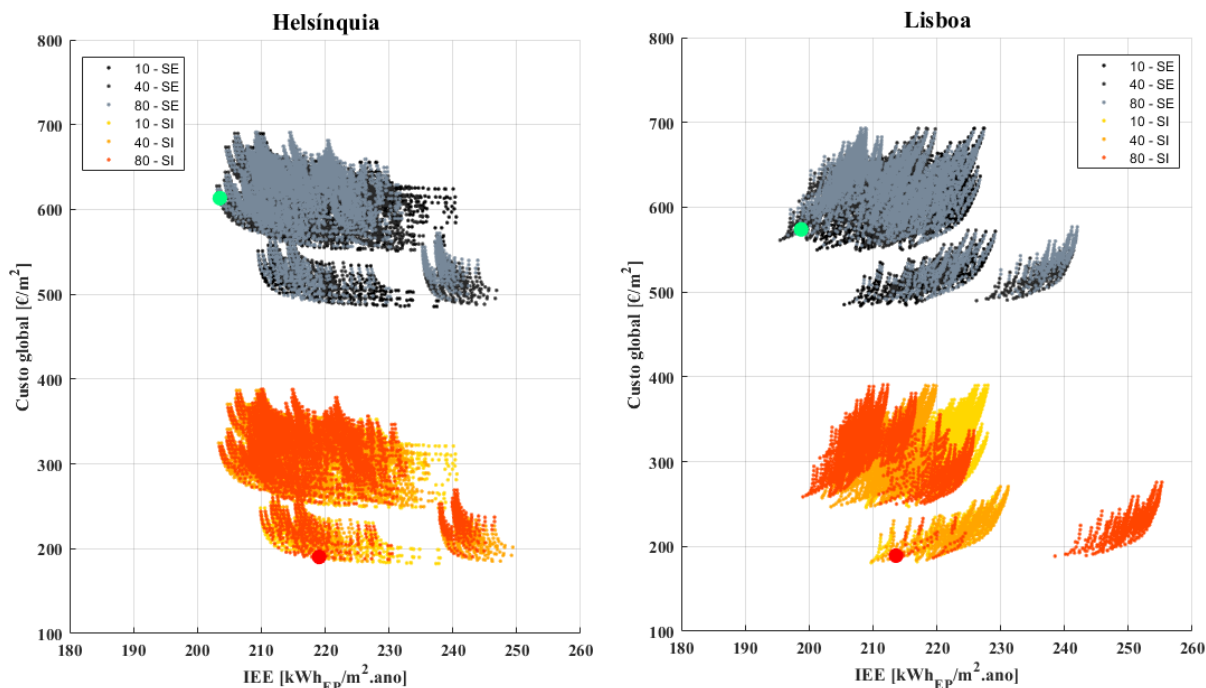 Helsínquia
800
700
600
500
400
300
200
100
180
190
200
210
220
230
240
250
260
Custo global [€/m²]
IEE [kWh_EP/m².ano]
10 - SE
40 - SE
80 - SE
10 - SI
40 - SI
80 - SI
Lisboa
800
700
600
500
400
300
200
100
180
190
200
210
220
230
240
250
260
Custo global [€/m²]
IEE [kWh_EP/m².ano]
10 - SE
40 - SE
80 - SE
10 - SI
40 - SI
80 - SI